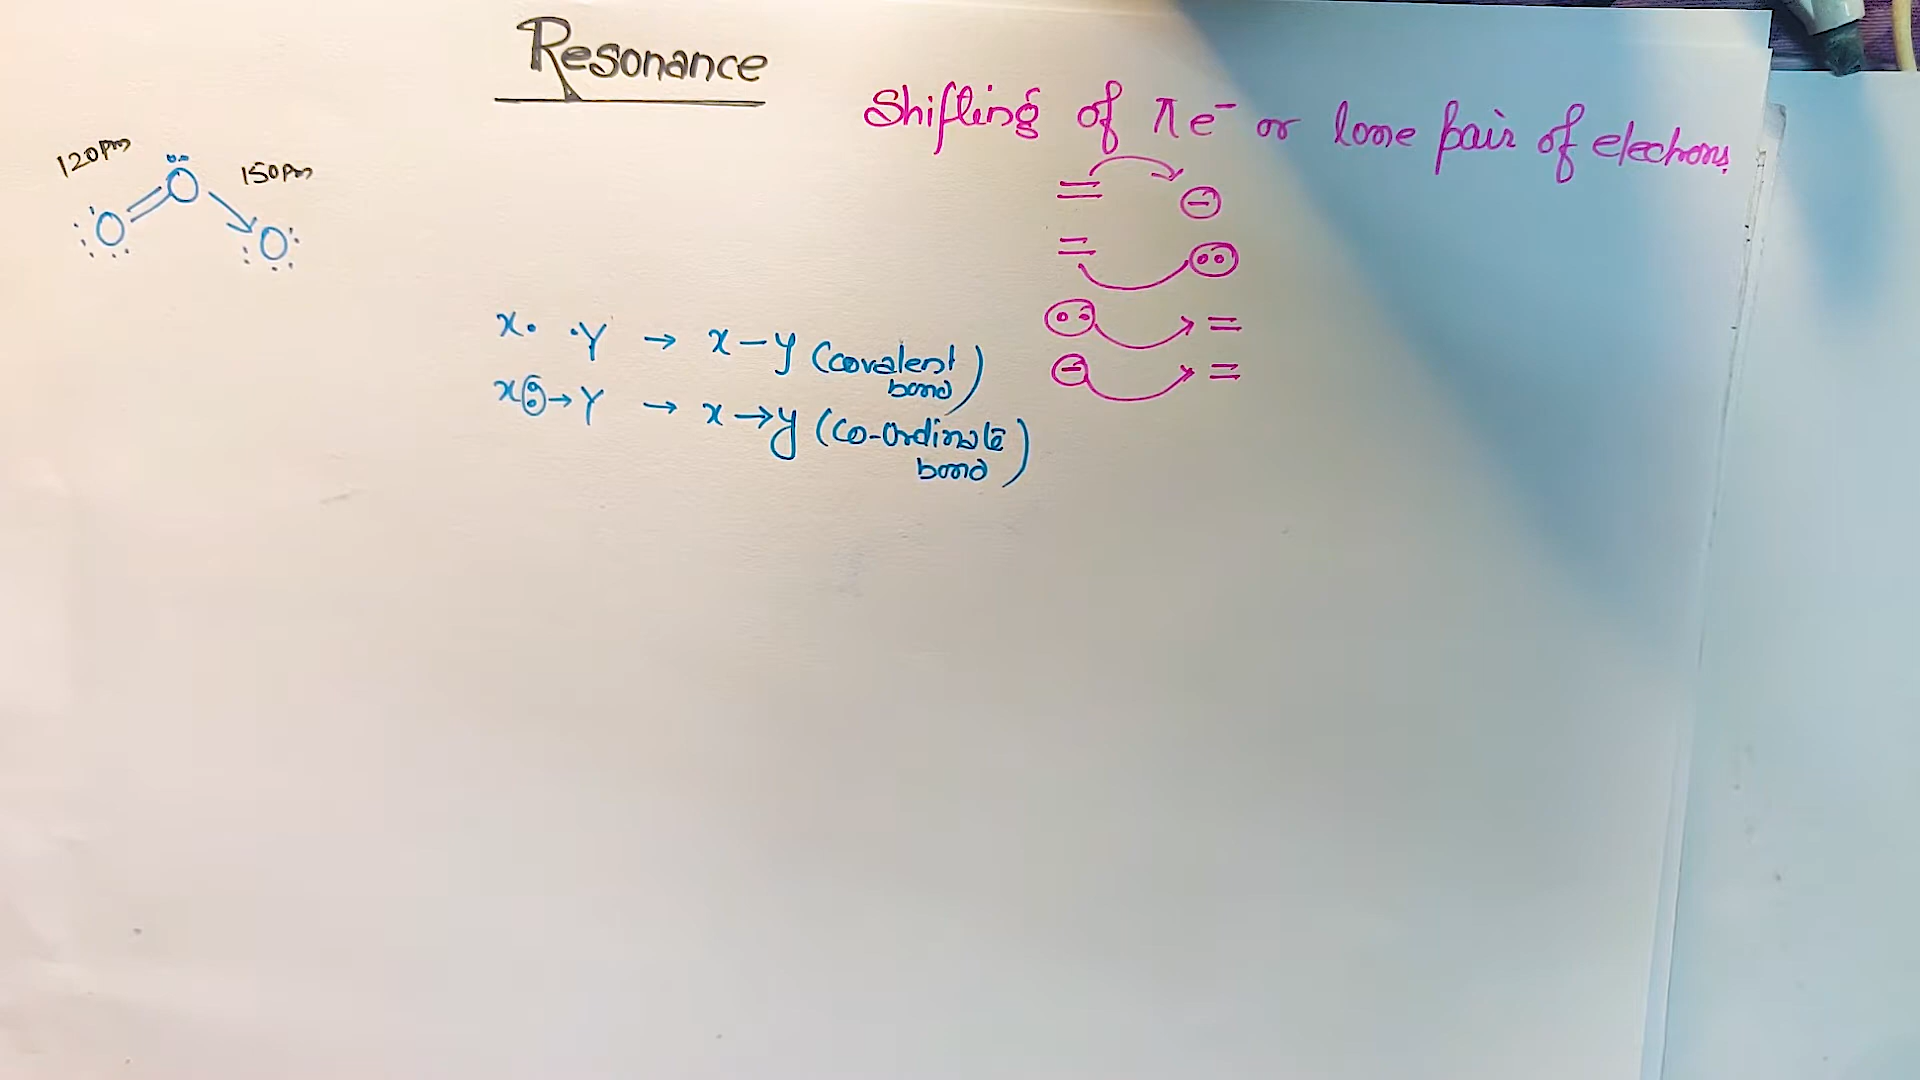 Resonance
Shifting of π e⁻ or lone pair of electrons.
120pm
150pm
:Ö=Ö→O:
= → ⊖
= (··)
(··) → =
⊖ → =
x· ·Y → x–y (covalent bond)
x:→Y → x→y (co-ordinate bond)